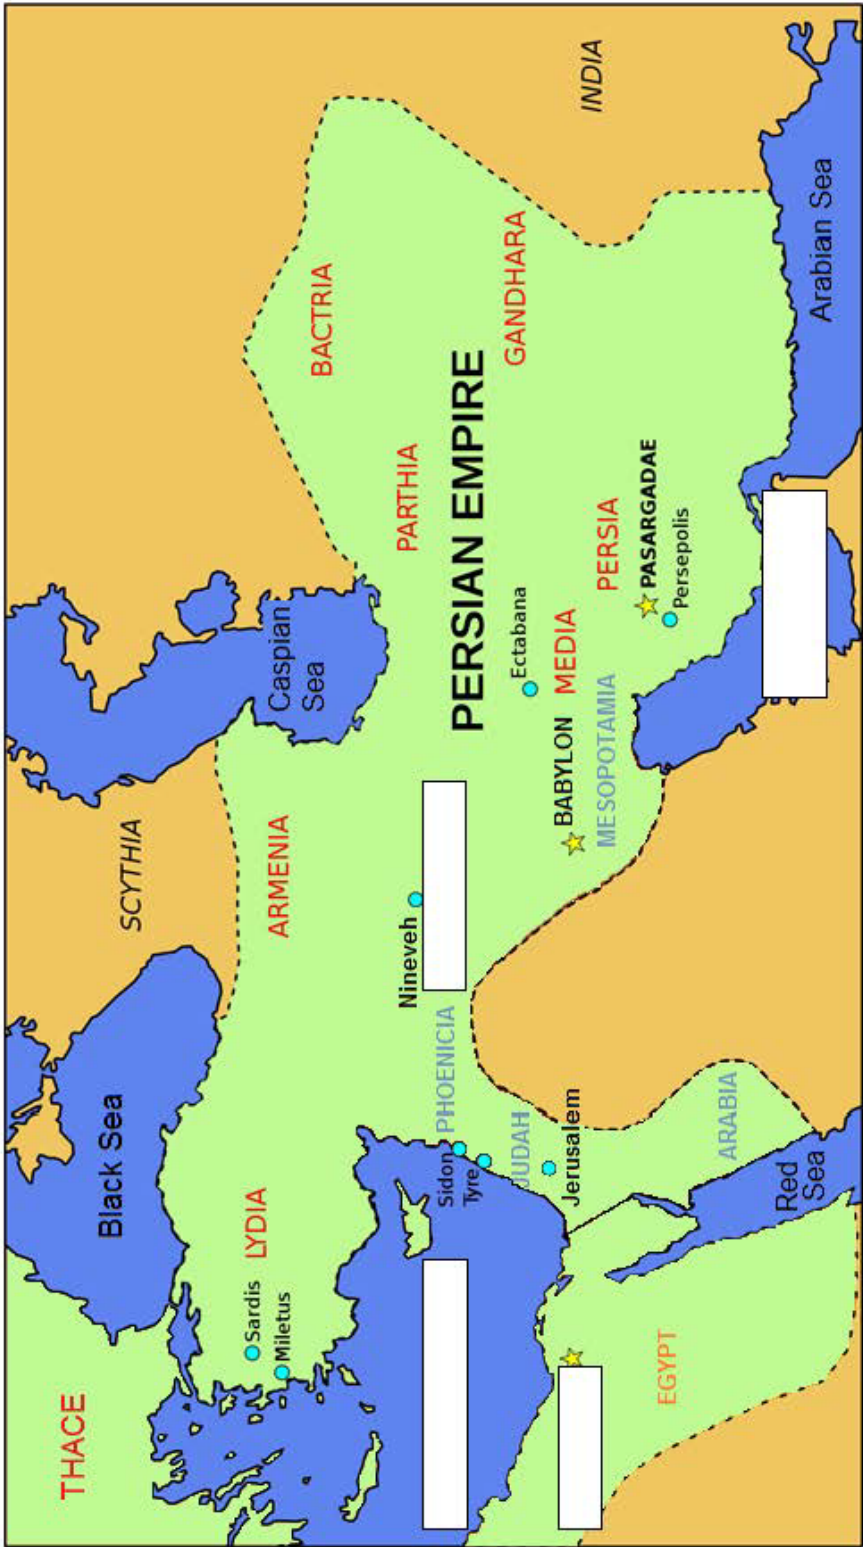 THACE
Black Sea
SCYTHIA
Caspian
Sea
LYDIA
Sardis
Miletus
ARMENIA
BACTRIA
PARTHIA
INDIA
PERSIAN EMPIRE
GANDHARA
Nineveh
PHOENICIA
Sidon
Tyre
JUDAH
Jerusalem
Ectabana
MEDIA
BABYLON
MESOPOTAMIA
PERSIA
PASARGADAE
Persepolis
EGYPT
ARABIA
Red
Sea
Arabian Sea